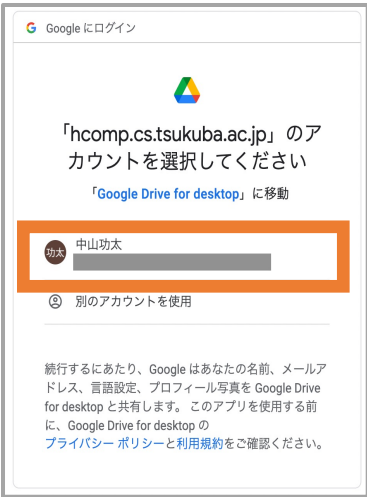 Google にログイン
「hcomp.cs.tsukuba.ac.jp」のア
カウントを選択してください
「Google Drive for desktop」に移動
功太
中山功太
別のアカウントを使用
続行するにあたり、Google はあなたの名前、メールア
ドレス、言語設定、プロフィール写真を Google Drive
for desktop と共有します。このアプリを使用する前
に、Google Drive for desktop の
プライバシー ポリシーと利用規約をご確認ください。